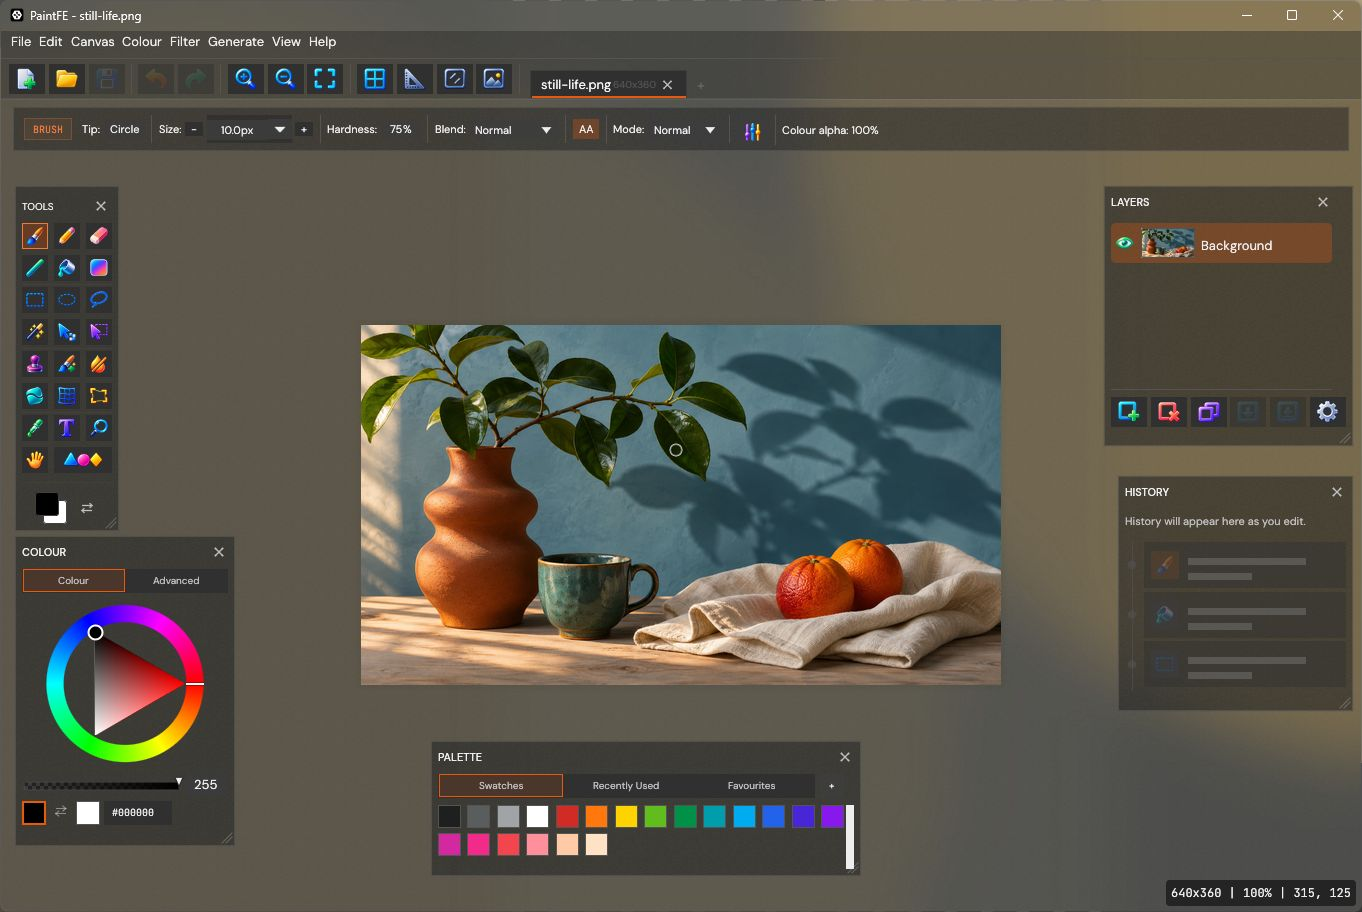 PaintFE - still-life.png
File Edit Canvas Colour Filter Generate View Help
still-life.png 640x360
BRUSH Tip: Circle Size: - 10.0px + Hardness: 75% Blend: Normal AA Mode: Normal Colour alpha: 100%
TOOLS
LAYERS
Background
HISTORY
History will appear here as you edit.
COLOUR
Colour Advanced
255
#000000
PALETTE
Swatches Recently Used Favourites +
640x360 | 100% | 315, 125